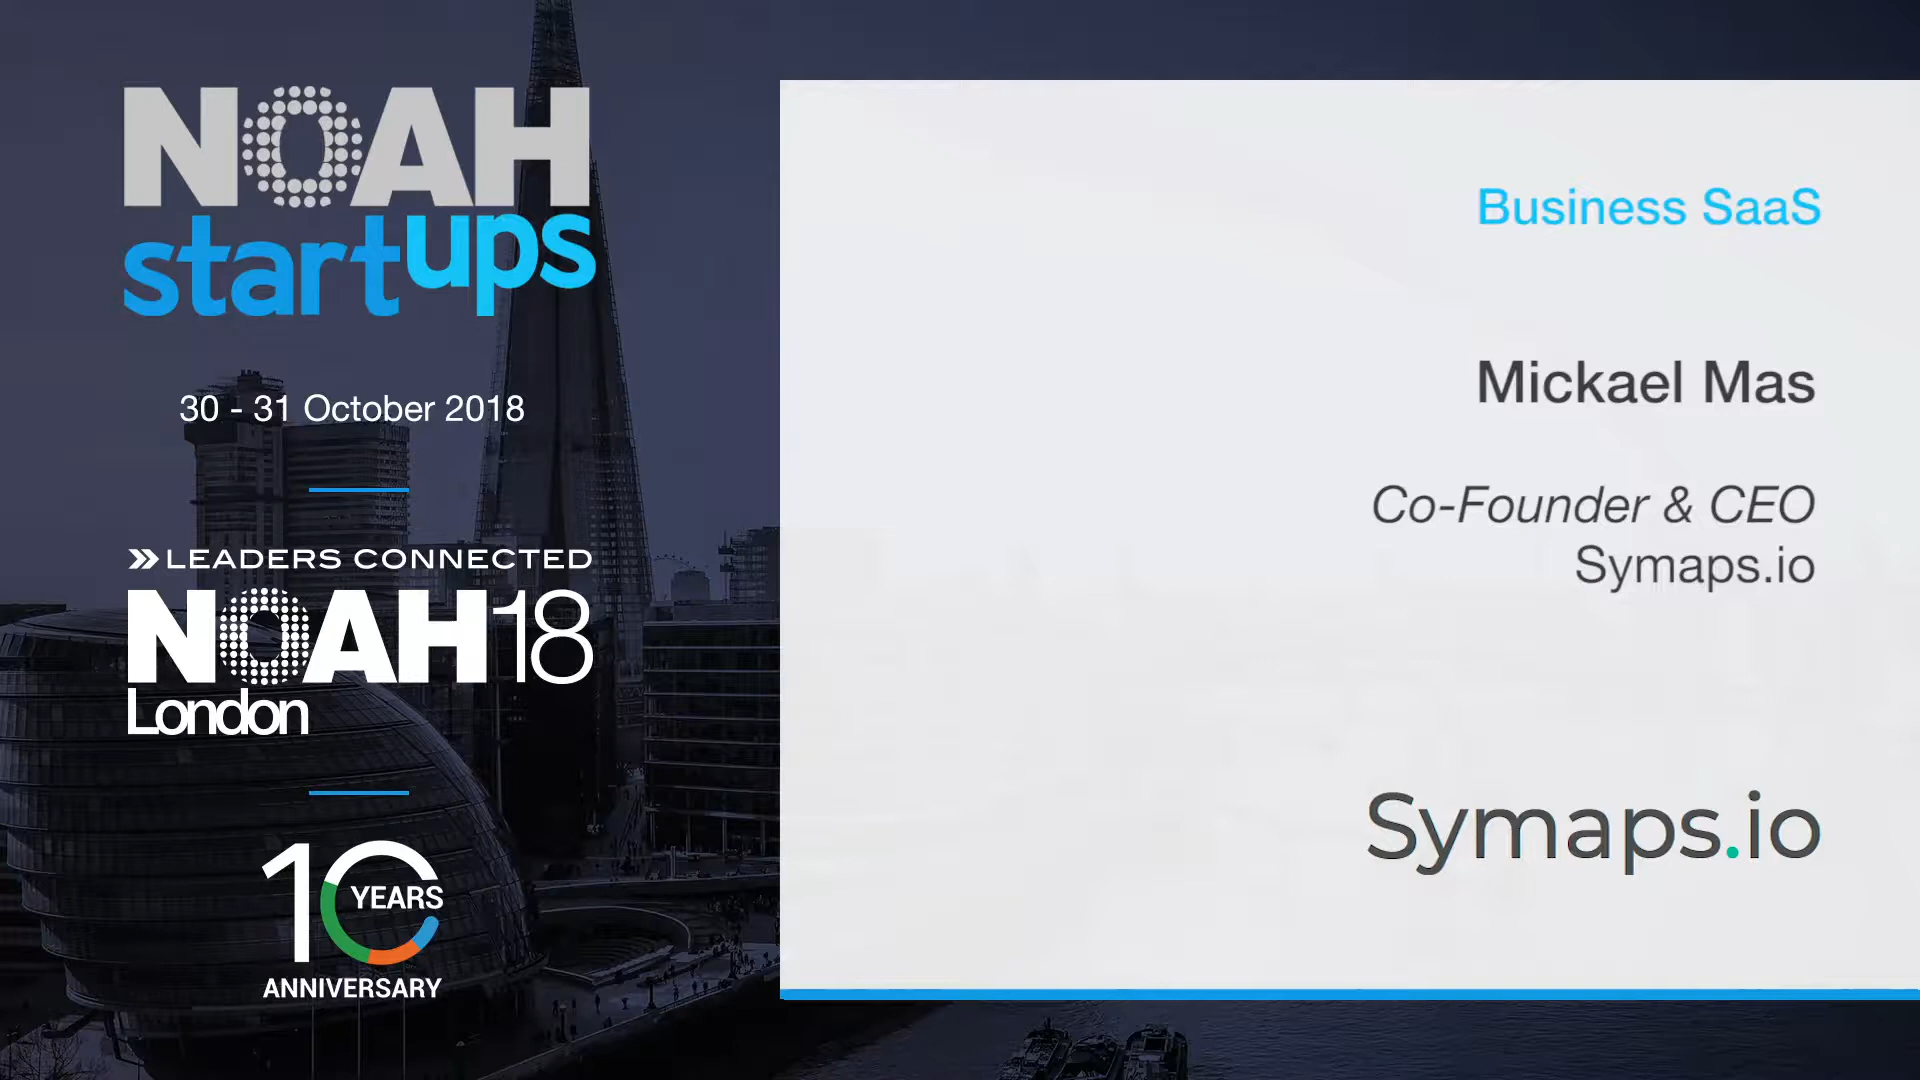 NOAH
startups
30 - 31 October 2018
LEADERS CONNECTED
NOAH18
London
10
YEARS
ANNIVERSARY
Business SaaS
Mickael Mas
Co-Founder & CEO
Symaps.io
Symaps.io